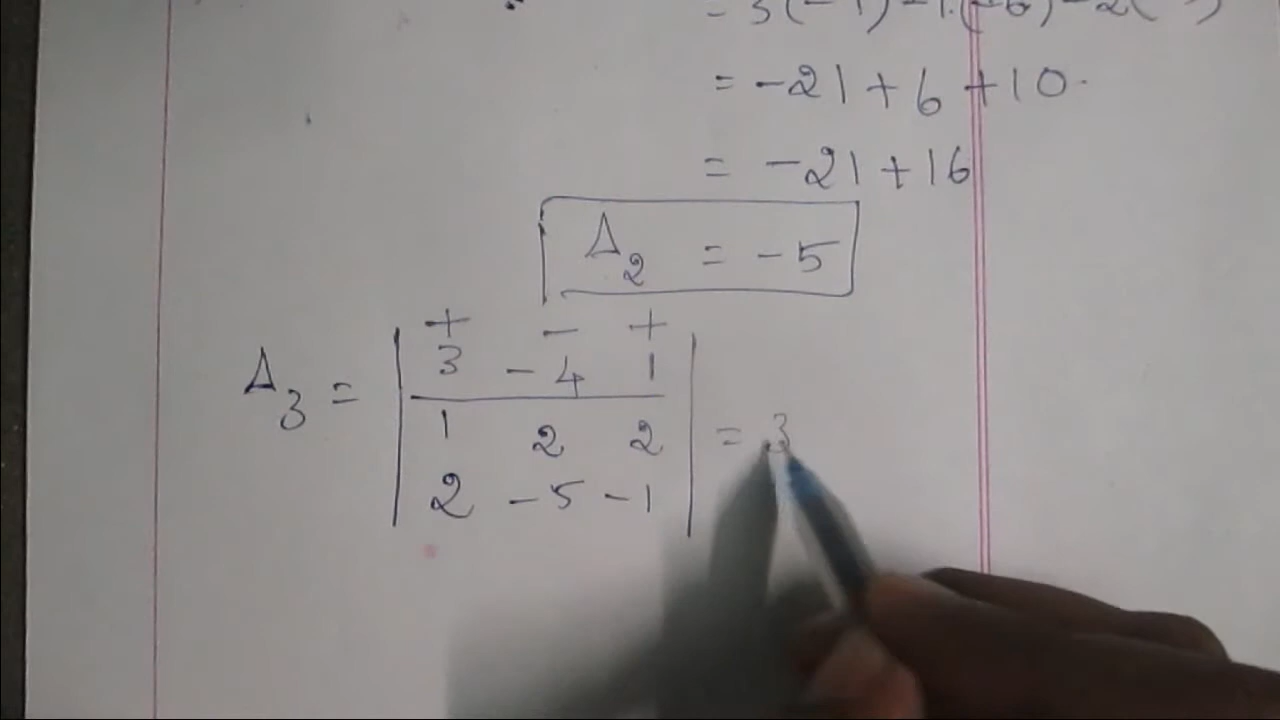 = -21 + 6 + 10
= -21 + 16
Δ2 = -5
+ - +
3 -4 1
Δ3 = 1 2 2 = 3
2 -5 -1